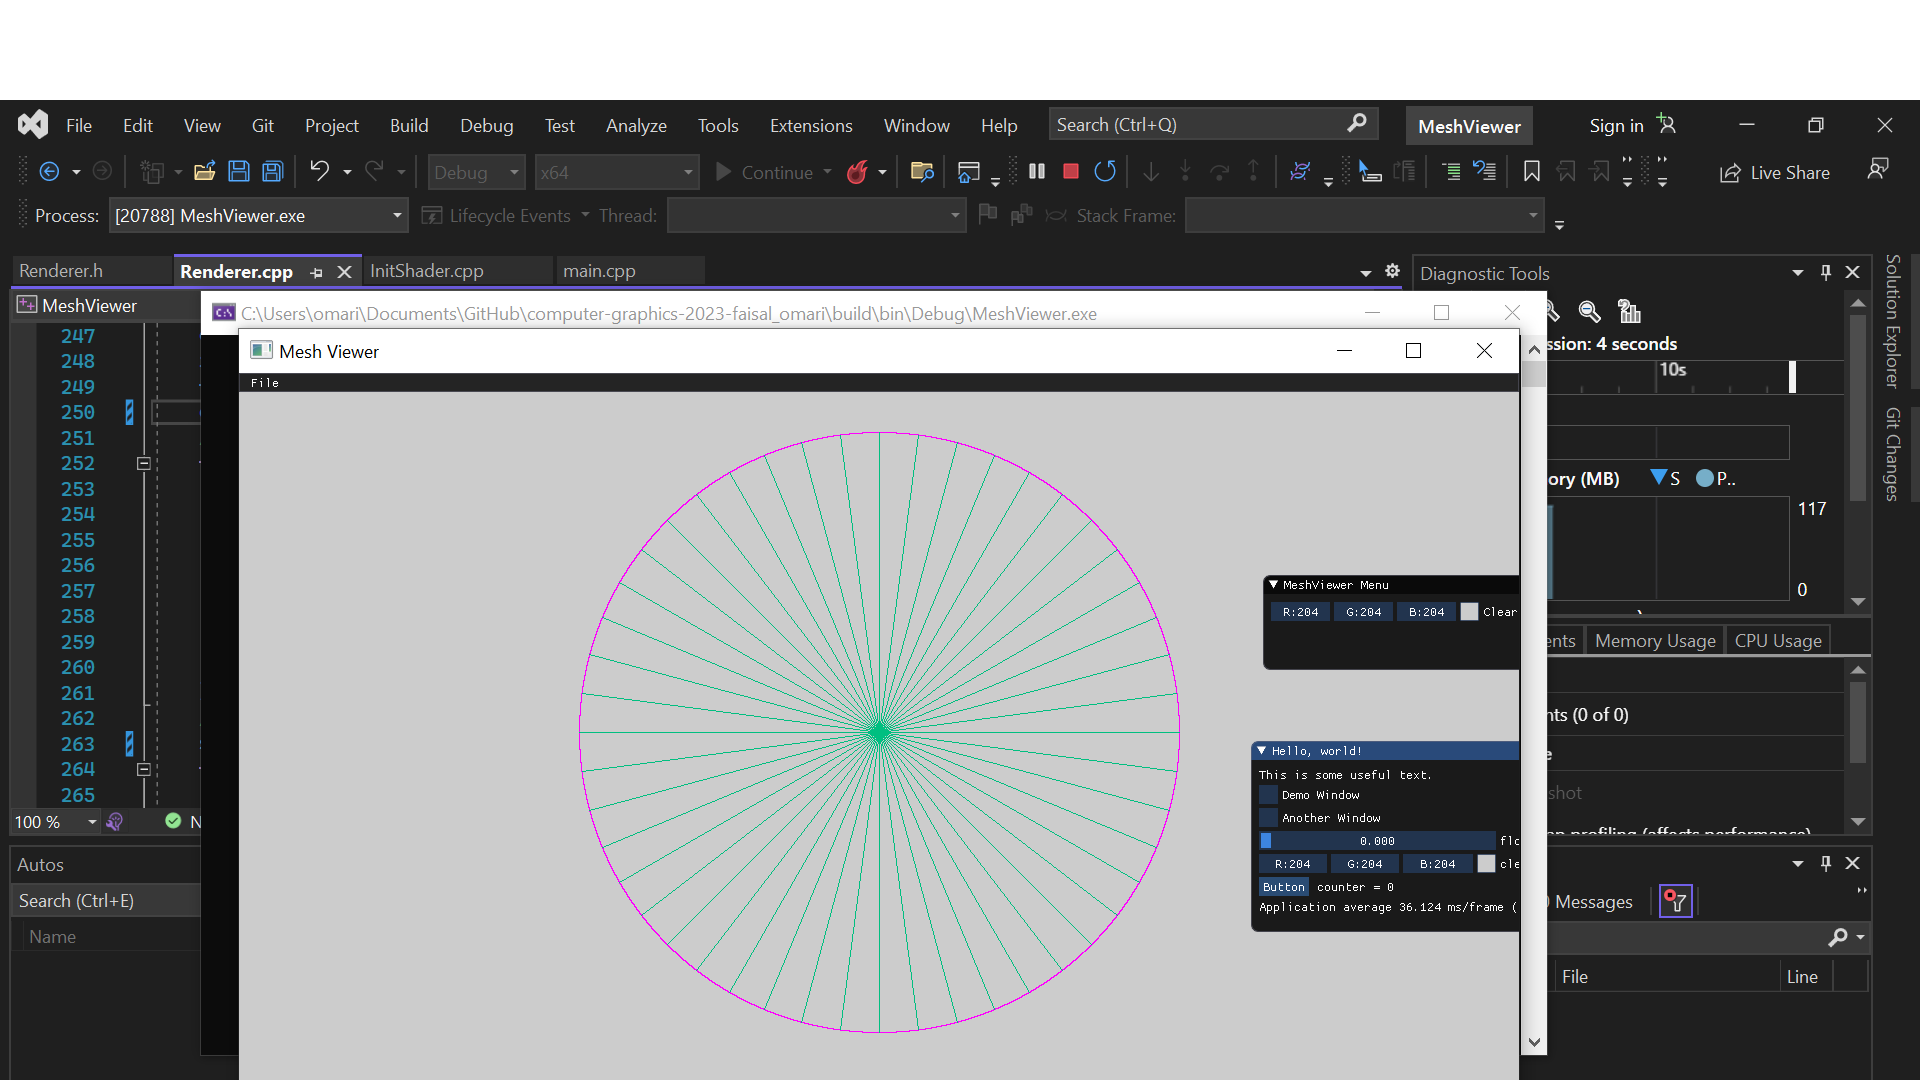 File Edit View Git Project Build Debug Test Analyze Tools Extensions Window Help Search (Ctrl+Q) MeshViewer Sign in
Debug x64 Continue Live Share
Process: [20788] MeshViewer.exe Lifecycle Events Thread: Stack Frame:
Renderer.h Renderer.cpp InitShader.cpp main.cpp
Diagnostic Tools
Solution Explorer
Git Changes
MeshViewer
C:\Users\omari\Documents\GitHub\computer-graphics-2023-faisal_omari\build\bin\Debug\MeshViewer.exe
Mesh Viewer
File
247
248
249
250
251
252
253
254
255
256
257
258
259
260
261
262
263
264
265
100 %
N
Autos
Search (Ctrl+E)
Name
MeshViewer Menu
R:204 G:204 B:204 Clear
Hello, world!
This is some useful text.
Demo Window
Another Window
0.000 flo
R:204 G:204 B:204 cle
Button counter = 0
Application average 36.124 ms/frame (
ssion: 4 seconds
10s
ory (MB) S P..
117
0
ents Memory Usage CPU Usage
nts (0 of 0)
e
shot
Messages
File Line